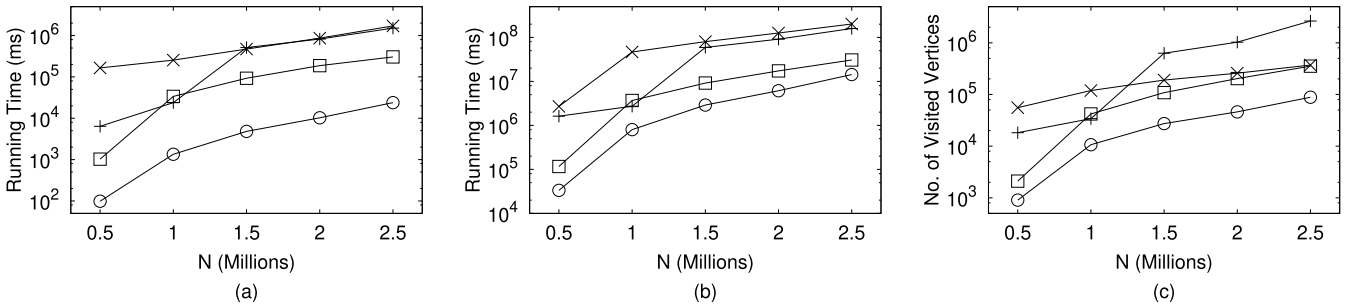 Running Time (ms)
10^6
10^5
10^4
10^3
10^2
0.5 1 1.5 2 2.5
N (Millions)
(a)
Running Time (ms)
10^8
10^7
10^6
10^5
10^4
0.5 1 1.5 2 2.5
N (Millions)
(b)
No. of Visited Vertices
10^6
10^5
10^4
10^3
0.5 1 1.5 2 2.5
N (Millions)
(c)